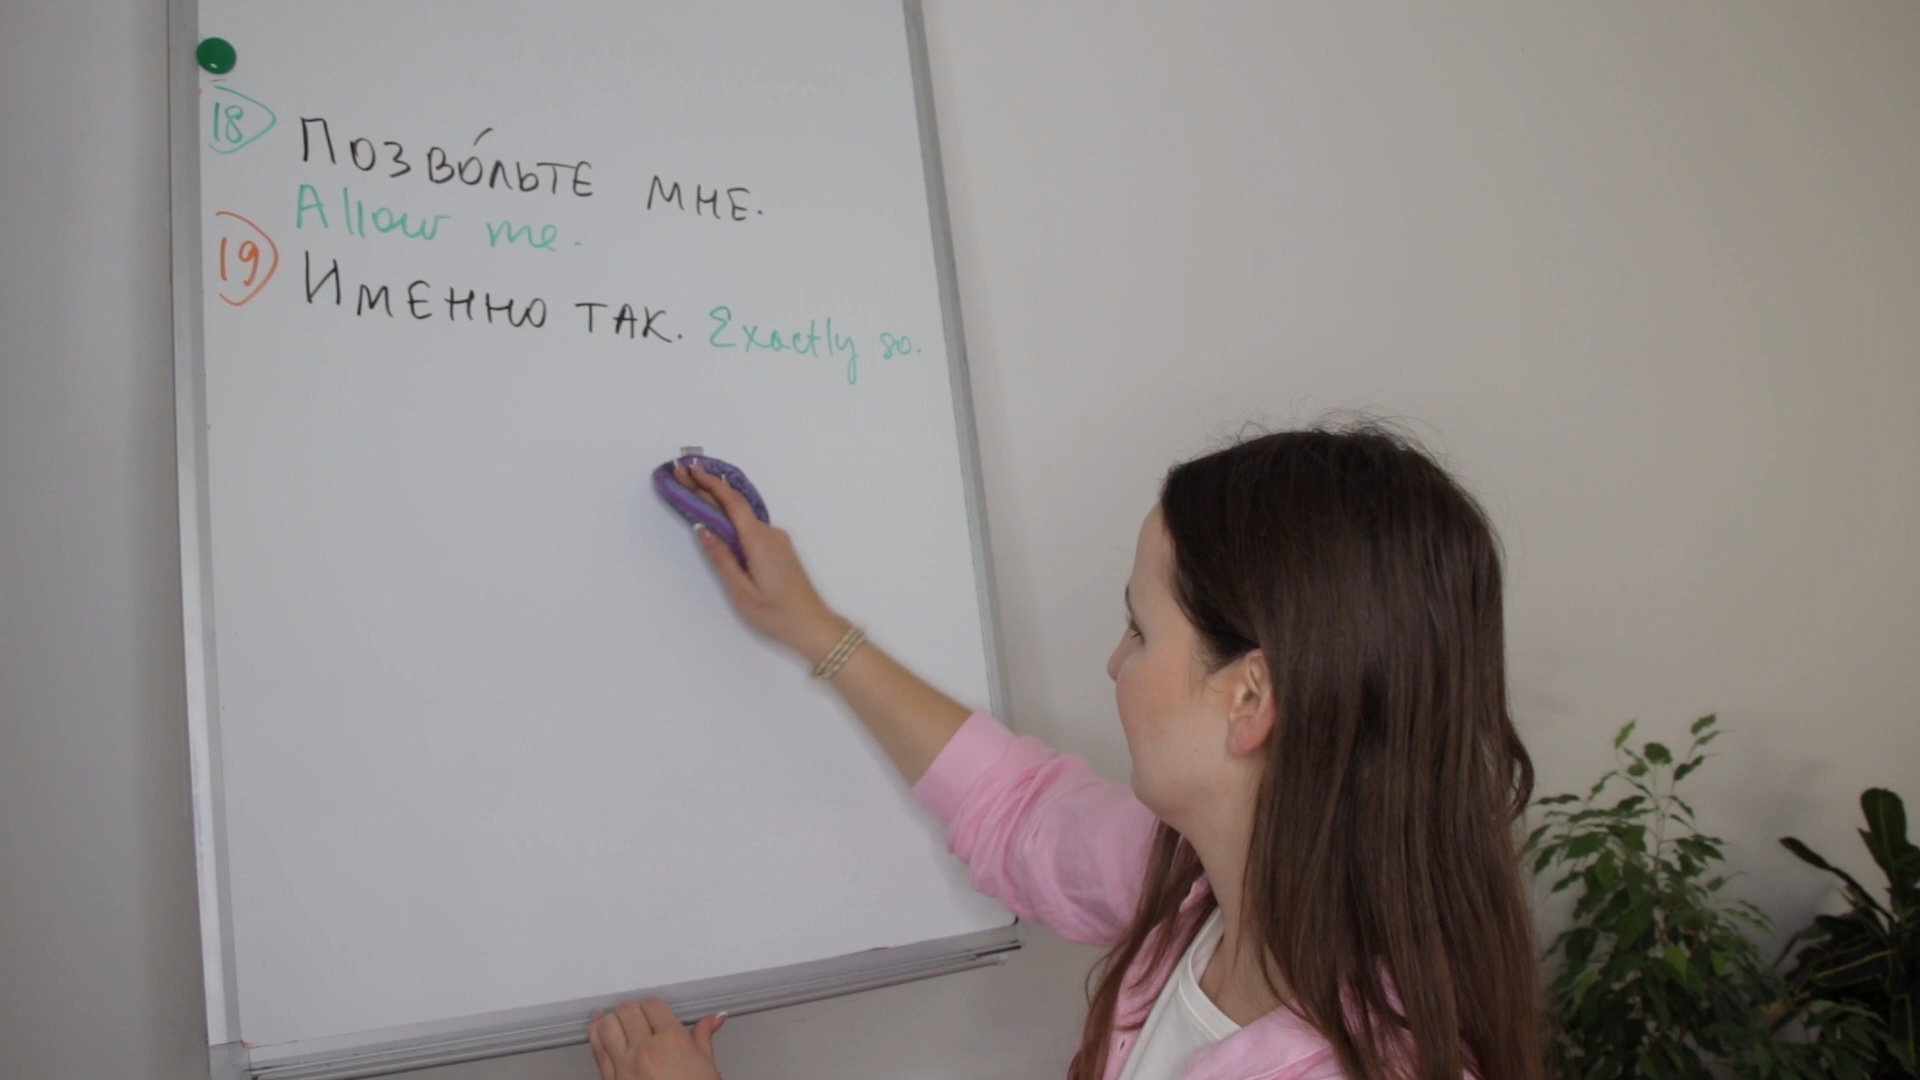 18) Позво́льте мне.
Allow me.
19) Именно так. Exactly so.